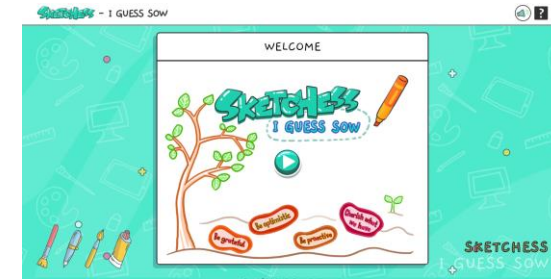 SKETCHESS - I GUESS SOW
?
WELCOME
SKETCHESS
I GUESS SOW
Be grateful
Be optimistic
Be proactive
Cherish what
we have
SKETCHESS
I GUESS SOW